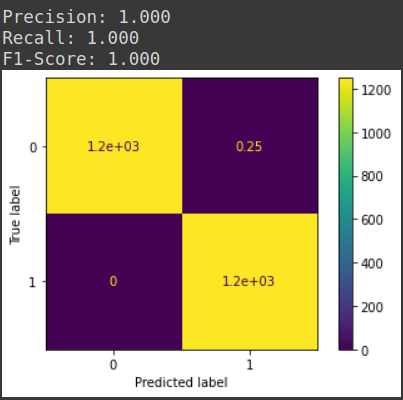 Precision: 1.000
Recall: 1.000
F1-Score: 1.000
1200
0 1.2e+03 0.25
1000
800
True label
600
1 0 1.2e+03
400
200
0
0 1
Predicted label